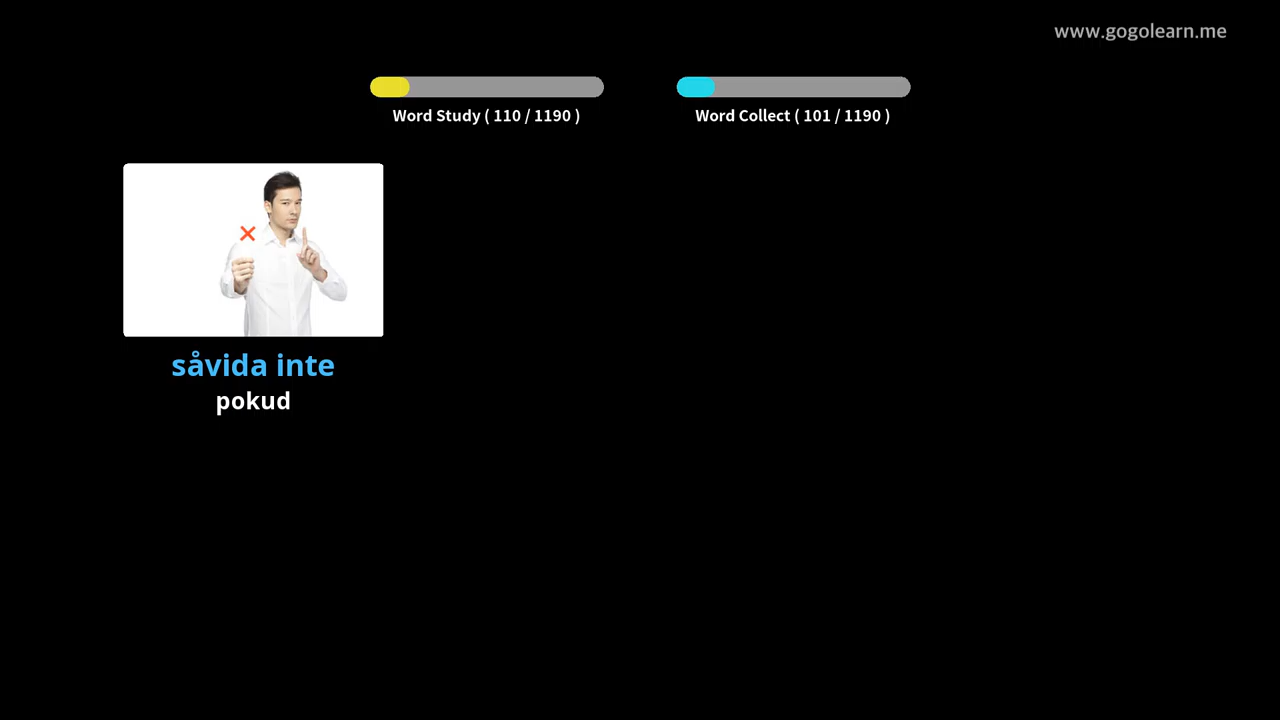 www.gogolearn.me
Word Study ( 110 / 1190 )
Word Collect ( 101 / 1190 )
såvida inte
pokud